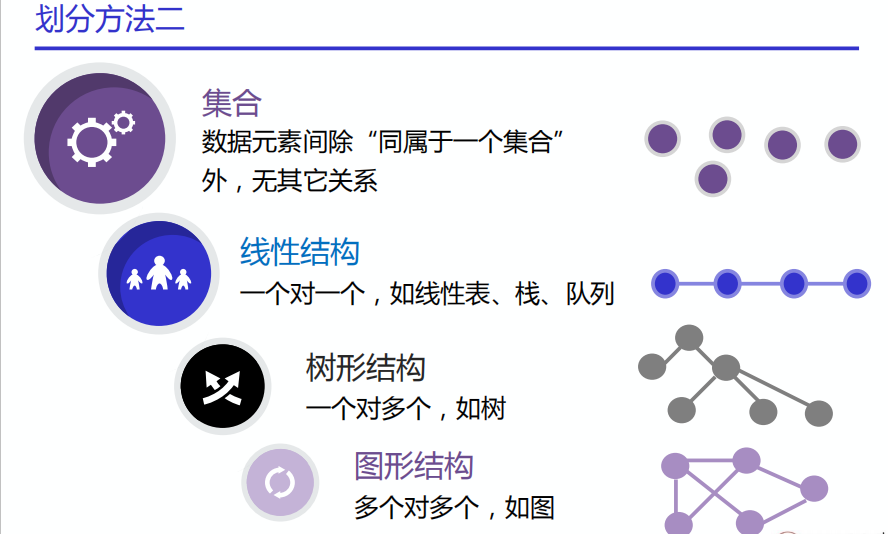 划分方法二
集合
数据元素间除“同属于一个集合”
外，无其它关系
线性结构
一个对一个，如线性表、栈、队列
树形结构
一个对多个，如树
图形结构
多个对多个，如图